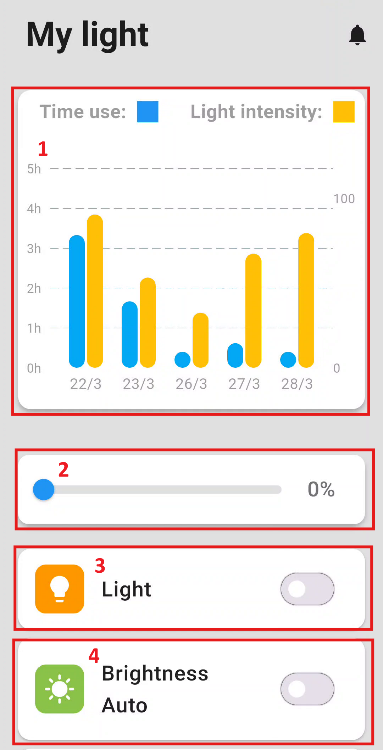 My light
Time use: Light intensity:
1
5h
4h 100
3h
2h
1h
0h 0
22/3 23/3 26/3 27/3 28/3
2
0%
3
Light
4
Brightness
Auto